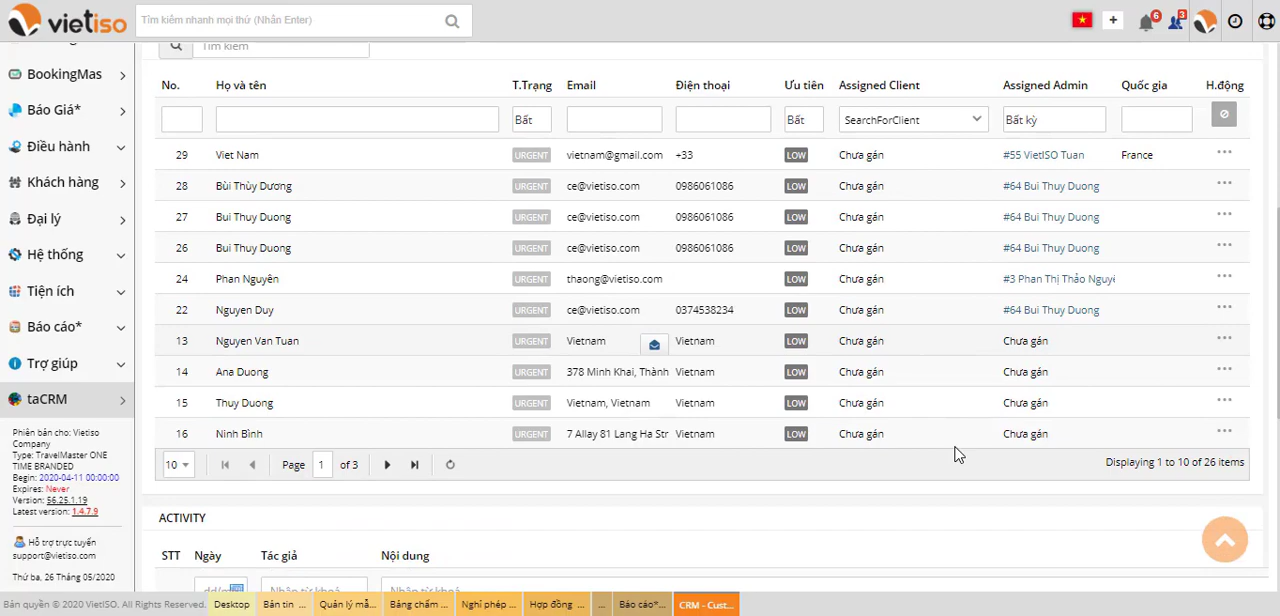 vietiso Tìm kiếm nhanh mọi thứ (Nhấn Enter) + 6 3
BookingMas
Báo Giá*
Điều hành
Khách hàng
Đại lý
Hệ thống
Tiện ích
Báo cáo*
Trợ giúp
taCRM
Phiên bản cho: Vietiso
Company
Type: TravelMaster ONE
TIME BRANDED
Begin: 2020-04-11 00:00:00
Expires: Never
Version: 56.25.1.19
Latest version: 1.4.7.9
Hỗ trợ trực tuyến
support@vietiso.com
Thứ ba, 26 Tháng 05/2020
Tìm kiếm
No. Họ và tên T.Trạng Email Điện thoại Ưu tiên Assigned Client Assigned Admin Quốc gia H.động
Bất Bất SearchForClient Bất kỳ
29 Viet Nam URGENT vietnam@gmail.com +33 LOW Chưa gán #55 VietISO Tuan France ...
28 Bùi Thùy Dương URGENT ce@vietiso.com 0986061086 LOW Chưa gán #64 Bui Thuy Duong ...
27 Bui Thuy Duong URGENT ce@vietiso.com 0986061086 LOW Chưa gán #64 Bui Thuy Duong ...
26 Bui Thuy Duong URGENT ce@vietiso.com 0986061086 LOW Chưa gán #64 Bui Thuy Duong ...
24 Phan Nguyên URGENT thaong@vietiso.com LOW Chưa gán #3 Phan Thị Thảo Nguyê ...
22 Nguyen Duy URGENT ce@vietiso.com 0374538234 LOW Chưa gán #64 Bui Thuy Duong ...
13 Nguyen Van Tuan URGENT Vietnam Vietnam LOW Chưa gán Chưa gán ...
14 Ana Duong URGENT 378 Minh Khai, Thành Vietnam LOW Chưa gán Chưa gán ...
15 Thuy Duong URGENT Vietnam, Vietnam Vietnam LOW Chưa gán Chưa gán ...
16 Ninh Bình URGENT 7 Allay 81 Lang Ha Str Vietnam LOW Chưa gán Chưa gán ...
10 Page 1 of 3 Displaying 1 to 10 of 26 items
ACTIVITY
STT Ngày Tác giả Nội dung
dd/m Nhập từ khoá Nhập từ khoá
Bản quyền © 2020 VietISO. All Rights Reserved. Desktop Bản tin ... Quản lý mẫ... Bảng chấm ... Nghỉ phép ... Hợp đồng ... ... Báo cáo*... CRM - Cust...